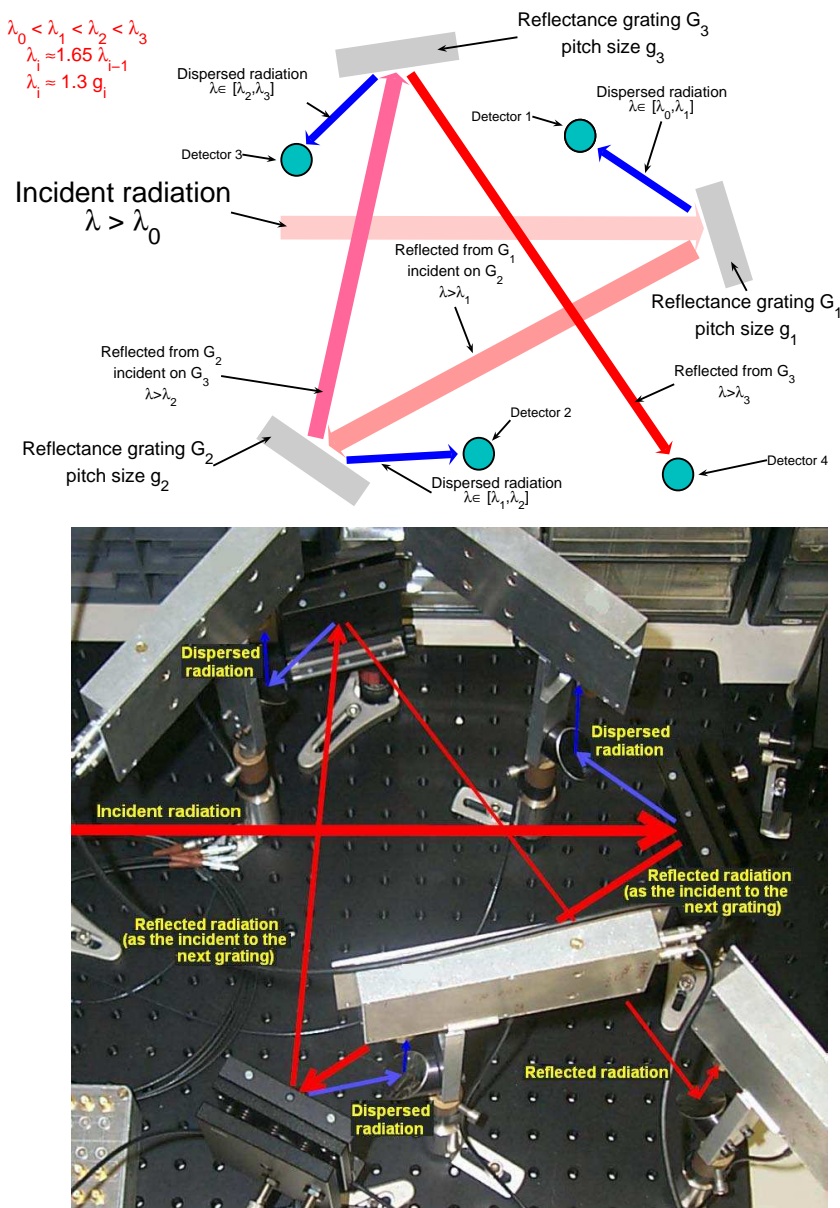 λ0 < λ1 < λ2 < λ3
λi ≈1.65 λi−1
λi ≈ 1.3 gi
Reflectance grating G3
pitch size g3
Dispersed radiation
λ∈ [λ2,λ3]
Detector 3
Detector 1
Dispersed radiation
λ∈ [λ0,λ1]
Incident radiation
λ > λ0
Reflected from G1
incident on G2
λ>λ1
Reflectance grating G1
pitch size g1
Reflected from G2
incident on G3
λ>λ2
Reflected from G3
λ>λ3
Detector 2
Reflectance grating G2
pitch size g2
Dispersed radiation
λ∈ [λ1,λ2]
Detector 4
Dispersed
radiation
Dispersed
radiation
Incident radiation
Reflected radiation
(as the incident to the
next grating)
Reflected radiation
(as the incident to the
next grating)
Reflected radiation
Dispersed
radiation